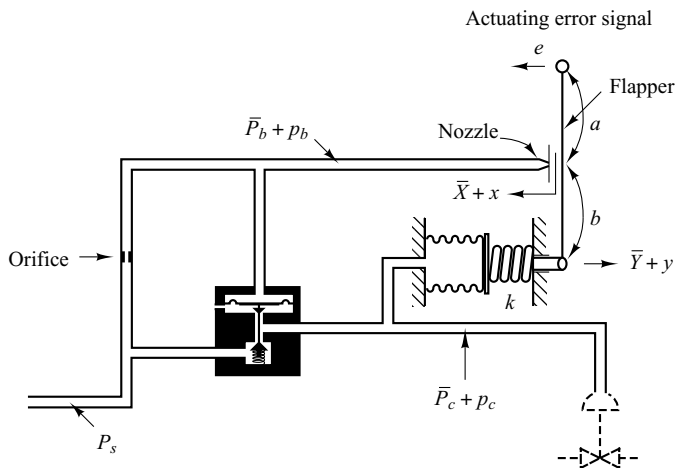 Actuating error signal
e
Flapper
a
P̅b + pb
Nozzle
X̅ + x
b
Orifice
Y̅ + y
k
P̅c + pc
Ps